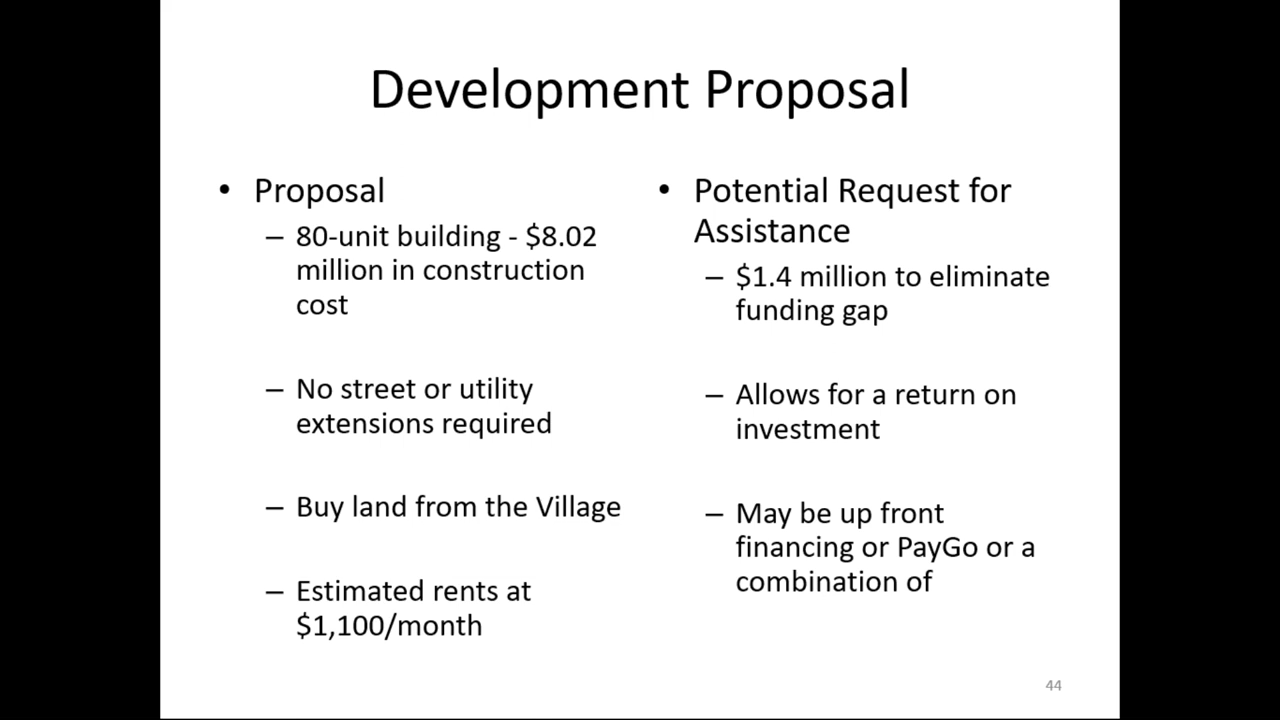 Development Proposal
• Proposal
– 80-unit building - $8.02
million in construction
cost
– No street or utility
extensions required
– Buy land from the Village
– Estimated rents at
$1,100/month
• Potential Request for
Assistance
– $1.4 million to eliminate
funding gap
– Allows for a return on
investment
– May be up front
financing or PayGo or a
combination of
44